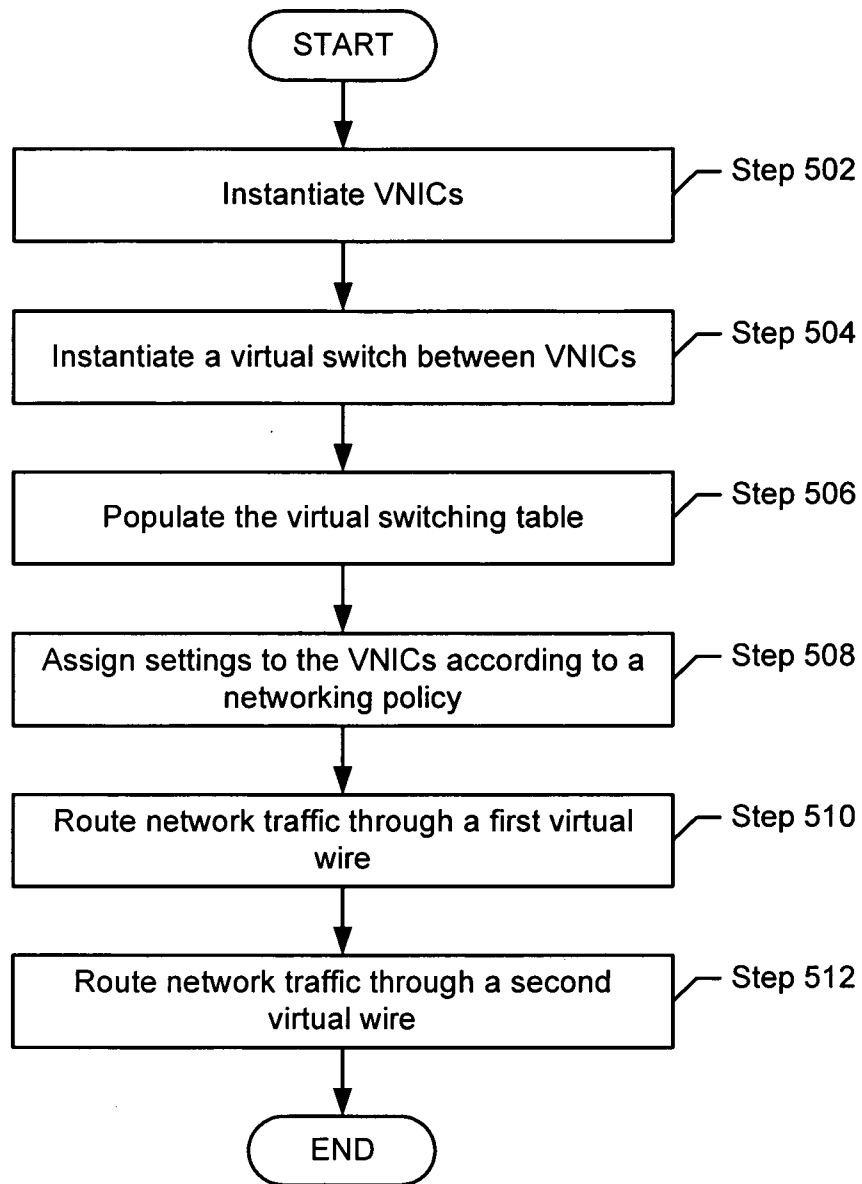 START
Instantiate VNICs
Step 502
Instantiate a virtual switch between VNICs
Step 504
Populate the virtual switching table
Step 506
Assign settings to the VNICs according to a
networking policy
Step 508
Route network traffic through a first virtual
wire
Step 510
Route network traffic through a second
virtual wire
Step 512
END